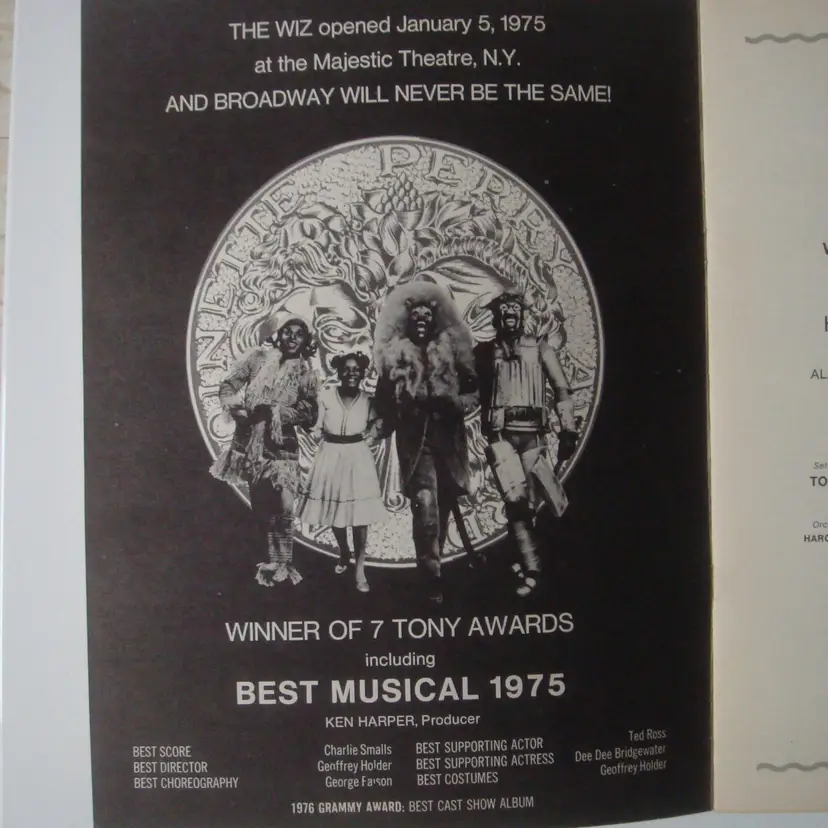 THE WIZ opened January 5, 1975
at the Majestic Theatre, N.Y.
AND BROADWAY WILL NEVER BE THE SAME!
WINNER OF 7 TONY AWARDS
including
BEST MUSICAL 1975
KEN HARPER, Producer
BEST SCORE Charlie Smalls
BEST DIRECTOR Geoffrey Holder
BEST CHOREOGRAPHY George Faison
BEST SUPPORTING ACTOR Ted Ross
BEST SUPPORTING ACTRESS Dee Dee Bridgewater
BEST COSTUMES Geoffrey Holder
1976 GRAMMY AWARD: BEST CAST SHOW ALBUM